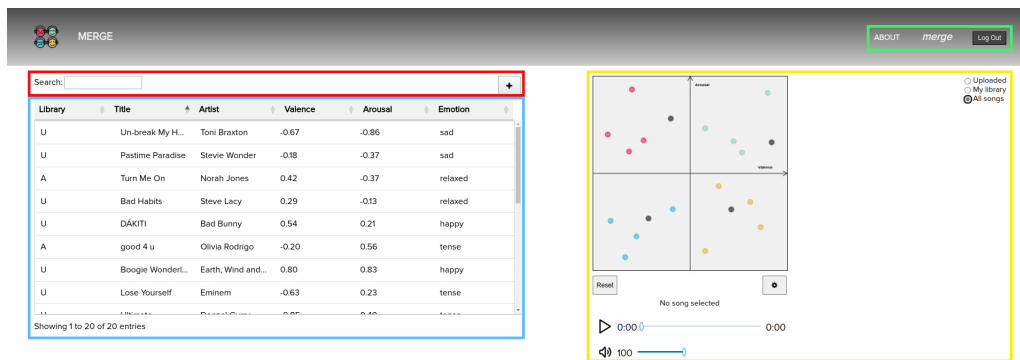 MERGE
ABOUT merge Log Out
Search: +
Library Title Artist Valence Arousal Emotion
U Un-break My H... Toni Braxton -0.67 -0.86 sad
U Pastime Paradise Stevie Wonder -0.18 -0.37 sad
A Turn Me On Norah Jones 0.42 -0.37 relaxed
U Bad Habits Steve Lacy 0.29 -0.13 relaxed
U DÁKITI Bad Bunny 0.54 0.21 happy
A good 4 u Olivia Rodrigo -0.20 0.56 tense
U Boogie Wonderl... Earth, Wind and... 0.80 0.83 happy
U Lose Yourself Eminem -0.63 0.23 tense
Showing 1 to 20 of 20 entries
Arousal
Valence
Uploaded
My library
All songs
Reset
No song selected
0:00 0:00
100